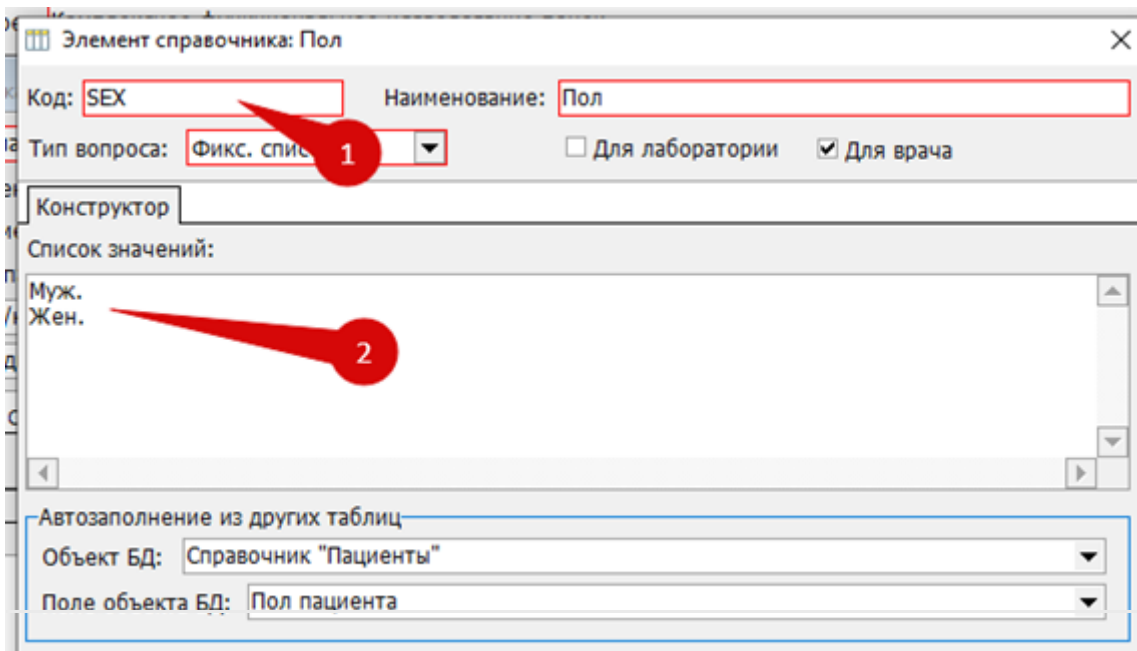 Элемент справочника: Пол
Код: SEX Наименование: Пол
Тип вопроса: Фикс. 1 Для лаборатории Для врача
Конструктор
Список значений:
Муж.
Жен.
2
Автозаполнение из других таблиц
Объект БД: Справочник "Пациенты"
Поле объекта БД: Пол пациента